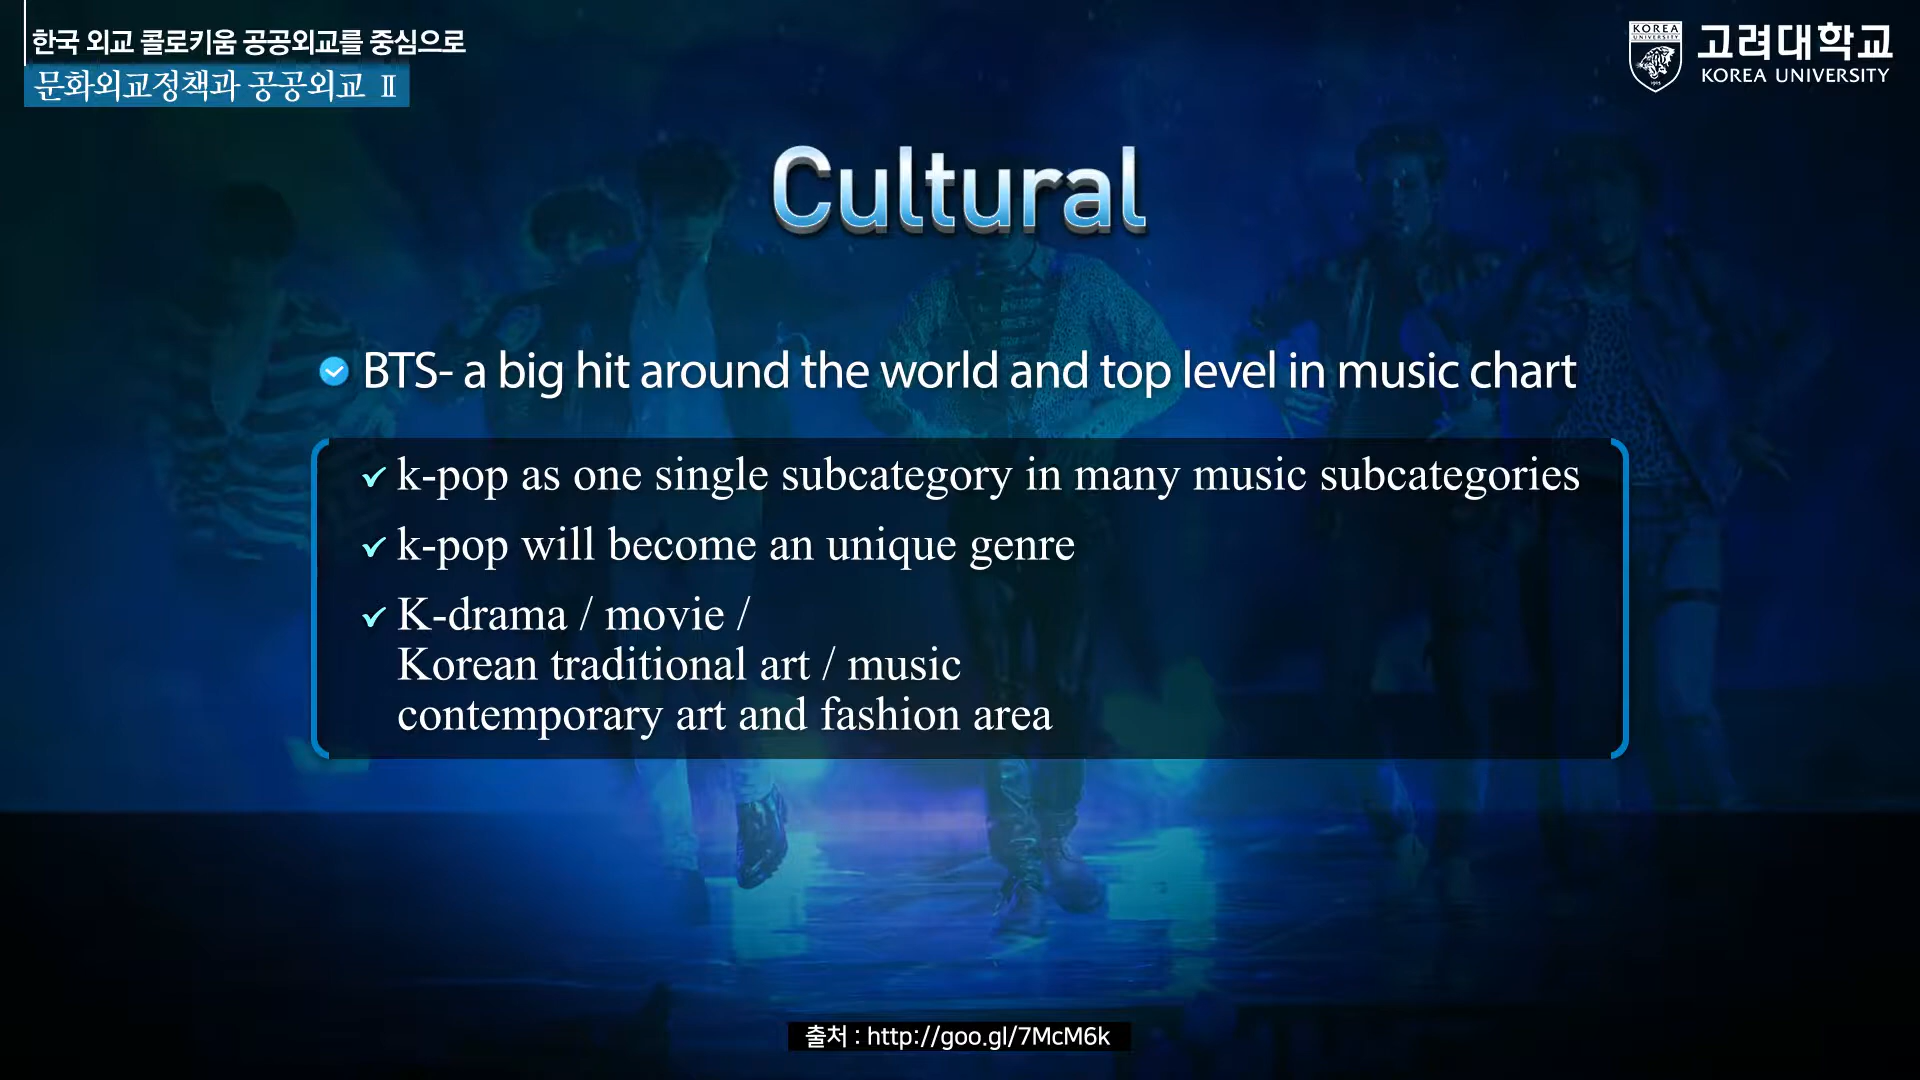 한국 외교 콜로키움 공공외교를 중심으로
문화외교정책과 공공외교 Ⅱ
KOREA
UNIVERSITY
1905
고려대학교
KOREA UNIVERSITY
Cultural
BTS- a big hit around the world and top level in music chart
k-pop as one single subcategory in many music subcategories
k-pop will become an unique genre
K-drama / movie /
Korean traditional art / music
contemporary art and fashion area
출처 : http://goo.gl/7McM6k